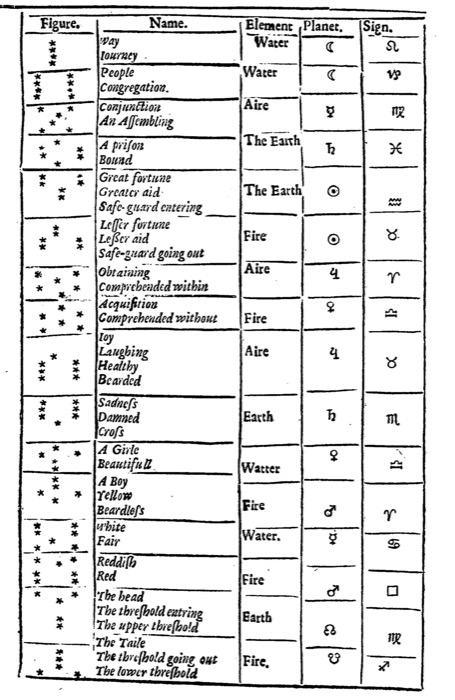 Figure. Name. Element Planet. Sign.
Way Water ☾ ♌
Iourney
People Water ☾ ♑
Congregation.
Conjunction Aire ☿ ♍
An Aſſembling
A priſon The Earth ♄ ♓
Bound
Great fortune
Greater aid The Earth ☉ ♒
Safe-guard entering
Leſſer fortune
Leſſer aid Fire ☉ ♉
Safe-guard going out
Obtaining Aire ♃ ♈
Comprehended within
Acquiſition ♀ ♎
Comprehended without Fire
Ioy
Laughing Aire ♃ ♉
Healthy
Bearded
Sadneſs
Damned Earth ♄ ♏
Croſs
A Girle ♀ ♎
Beautifull Watter
A Boy
Yellow Fire ♂ ♈
Beardleſs
White Water. ☿ ♋
Fair
Reddiſh
Red Fire ♂ □
The head
The threſhold entring Earth
The upper threſhold ☊ ♍
The Taile
The threſhold going out Fire. ☋ ♐
The lower threſhold